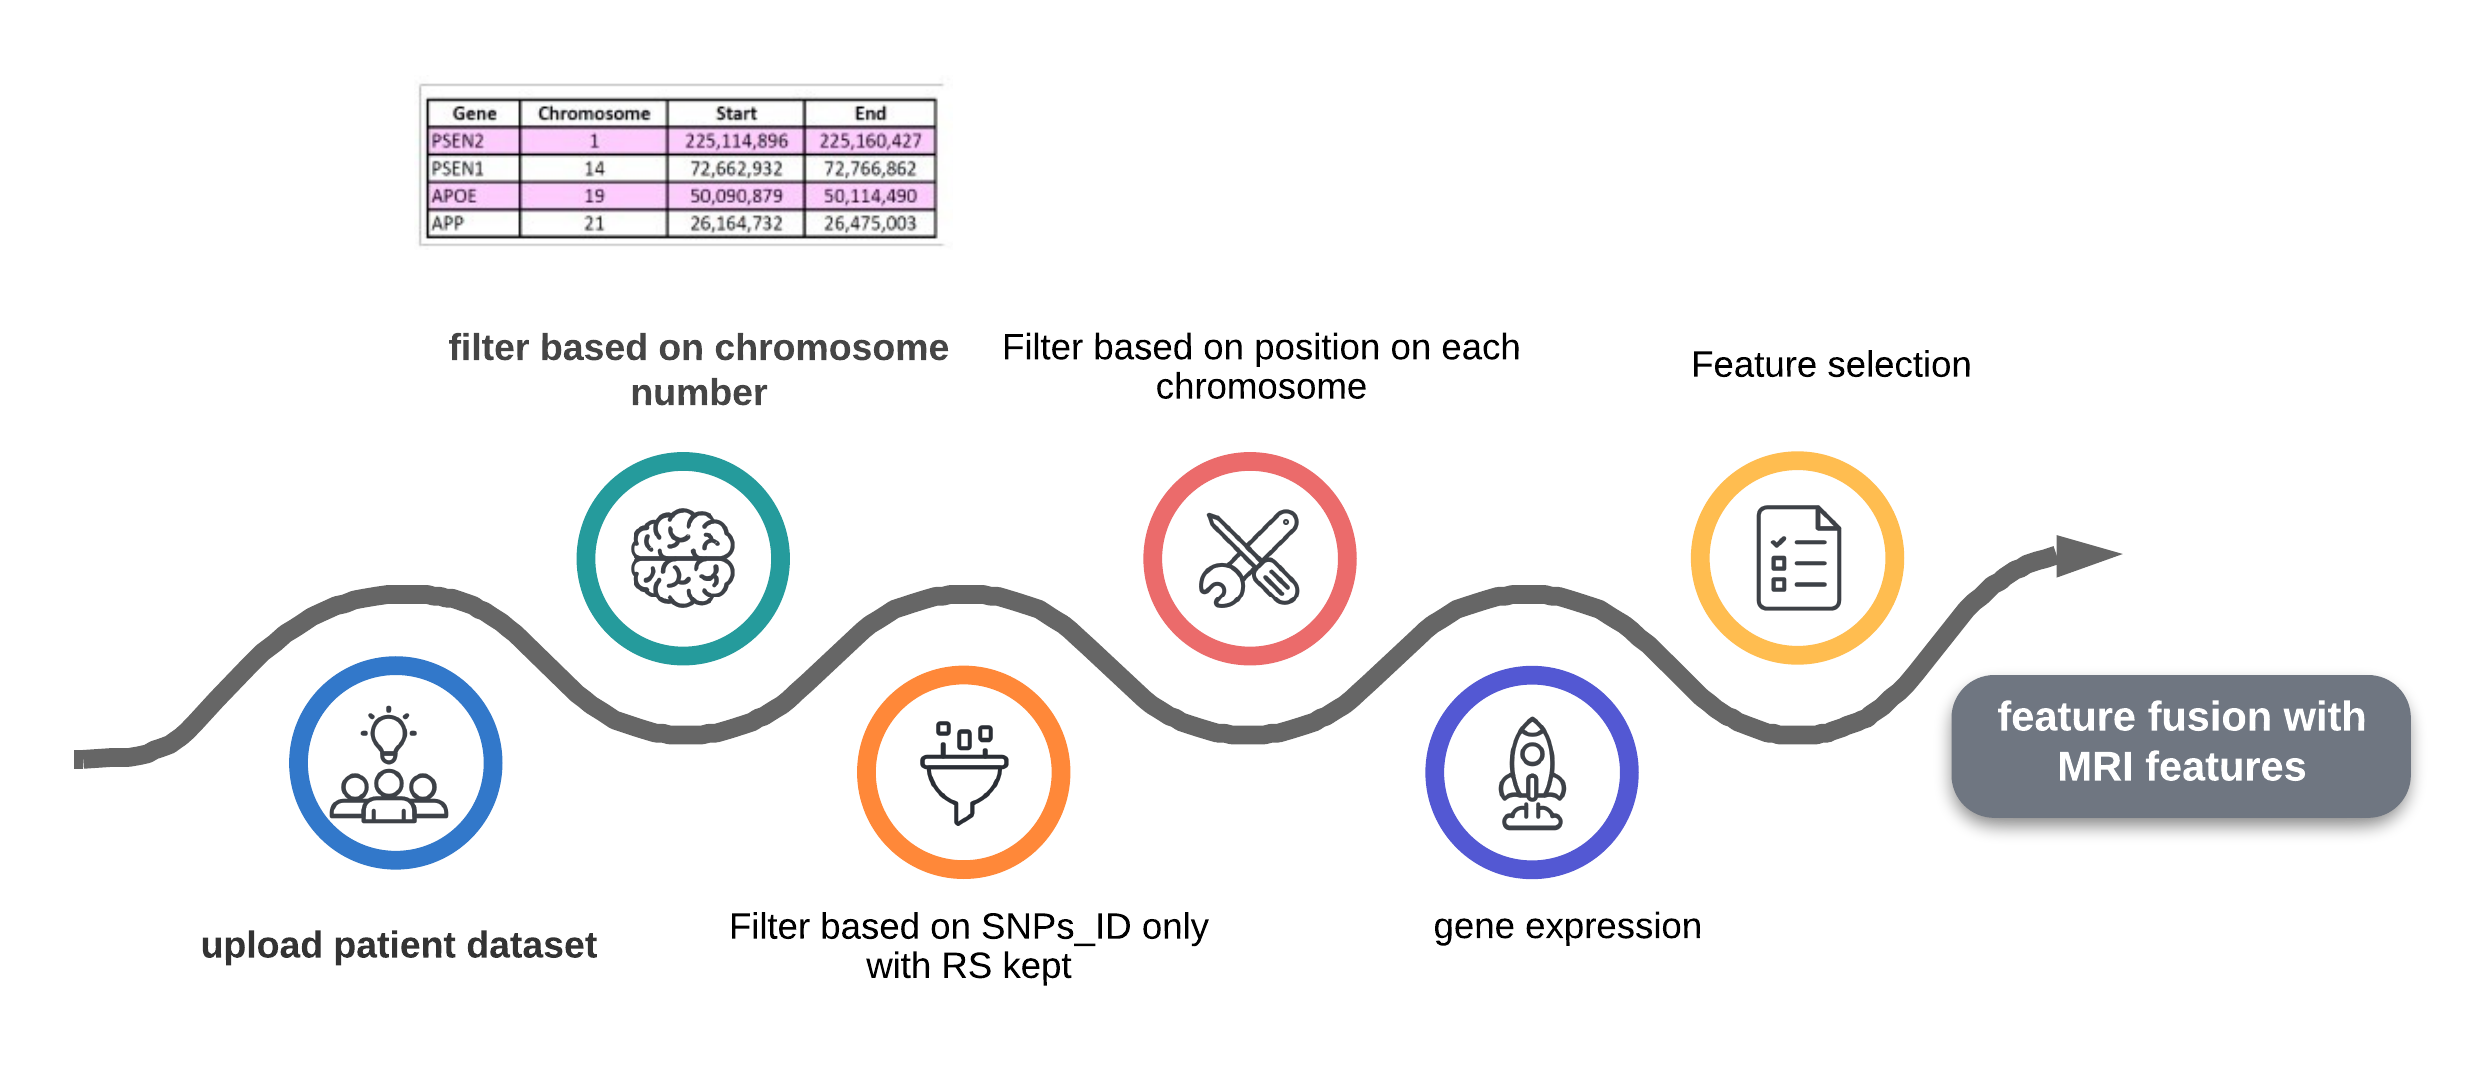 Gene Chromosome Start End
PSEN2 1 225,114,896 225,160,427
PSEN1 14 72,662,932 72,766,862
APOE 19 50,090,879 50,114,490
APP 21 26,164,732 26,475,003
filter based on chromosome
number
Filter based on position on each
chromosome
Feature selection
feature fusion with
MRI features
upload patient dataset
Filter based on SNPs_ID only
with RS kept
gene expression